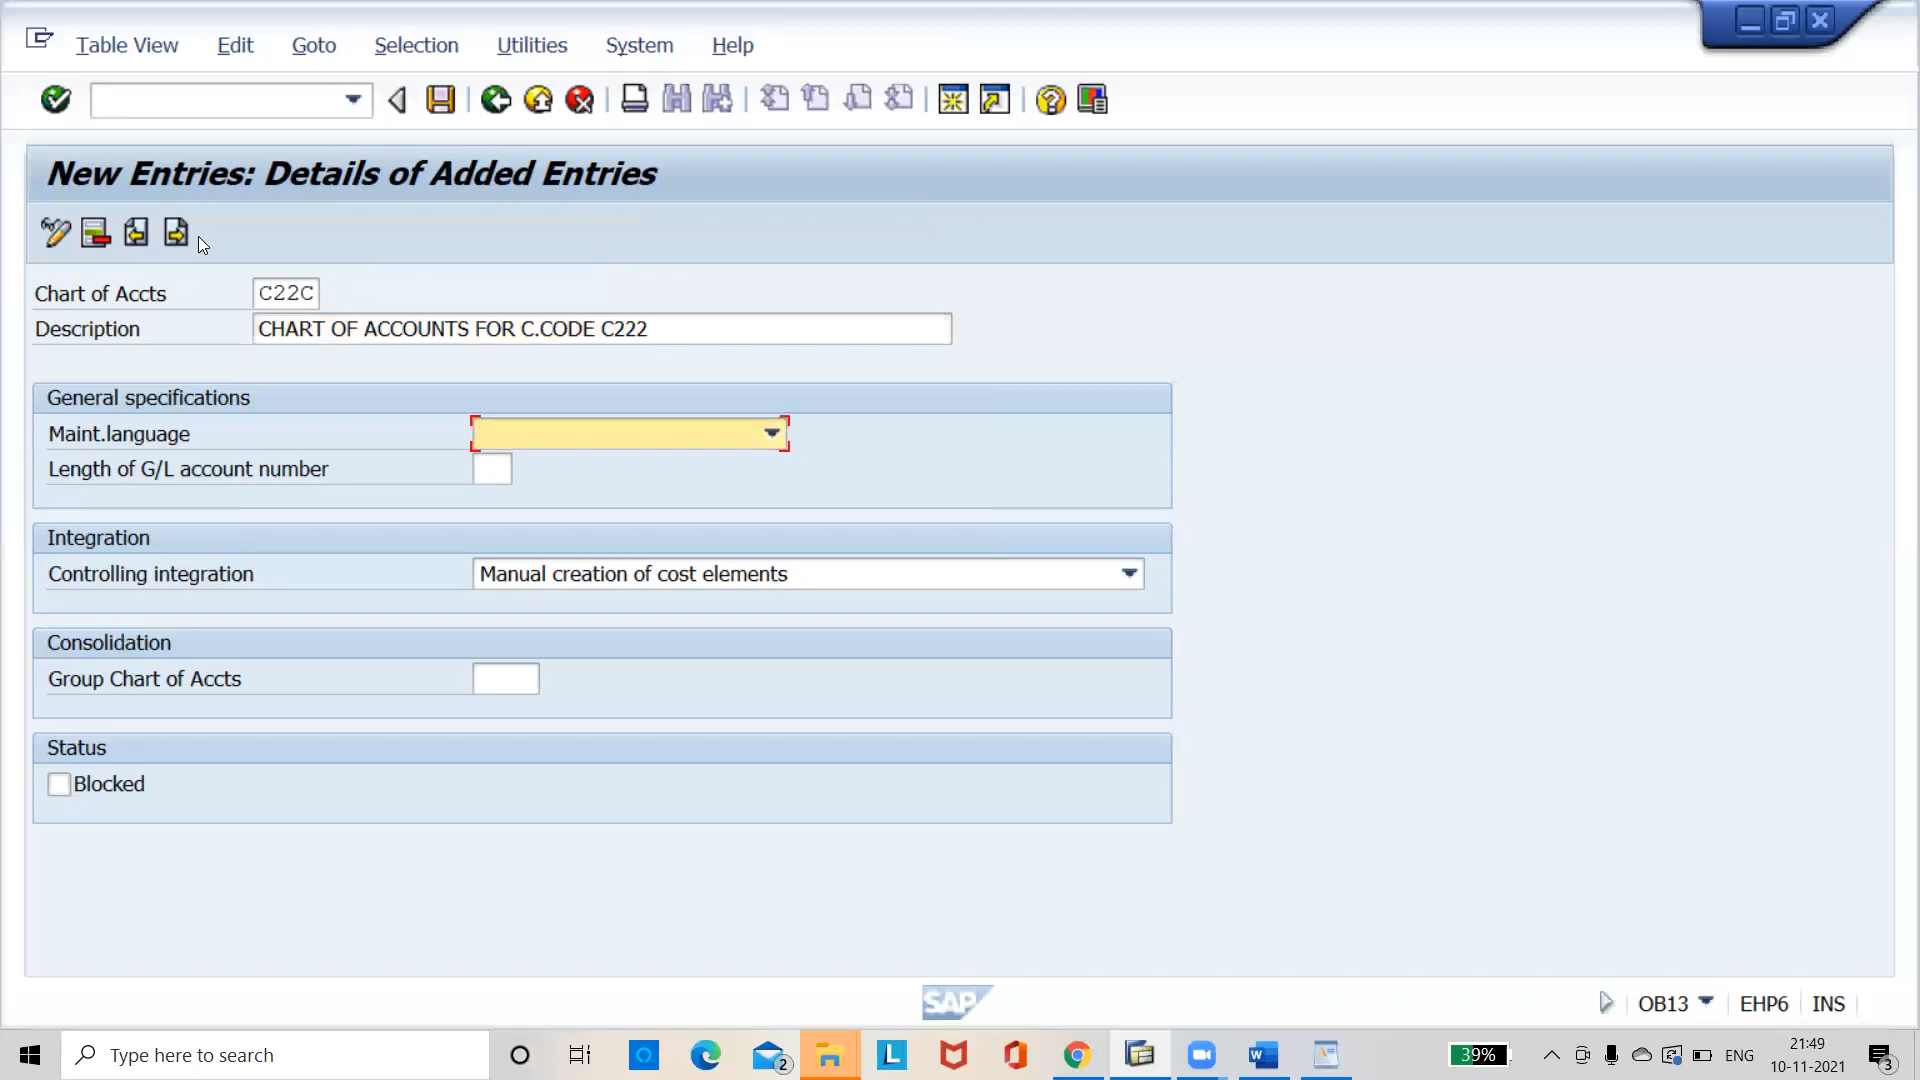 Table View Edit Goto Selection Utilities System Help
New Entries: Details of Added Entries
Chart of Accts C22C
Description CHART OF ACCOUNTS FOR C.CODE C222
General specifications
Maint.language
Length of G/L account number
Integration
Controlling integration Manual creation of cost elements
Consolidation
Group Chart of Accts
Status
Blocked
SAP
OB13 EHP6 INS
Type here to search
2
L
39%
ENG
21:49
10-11-2021
3